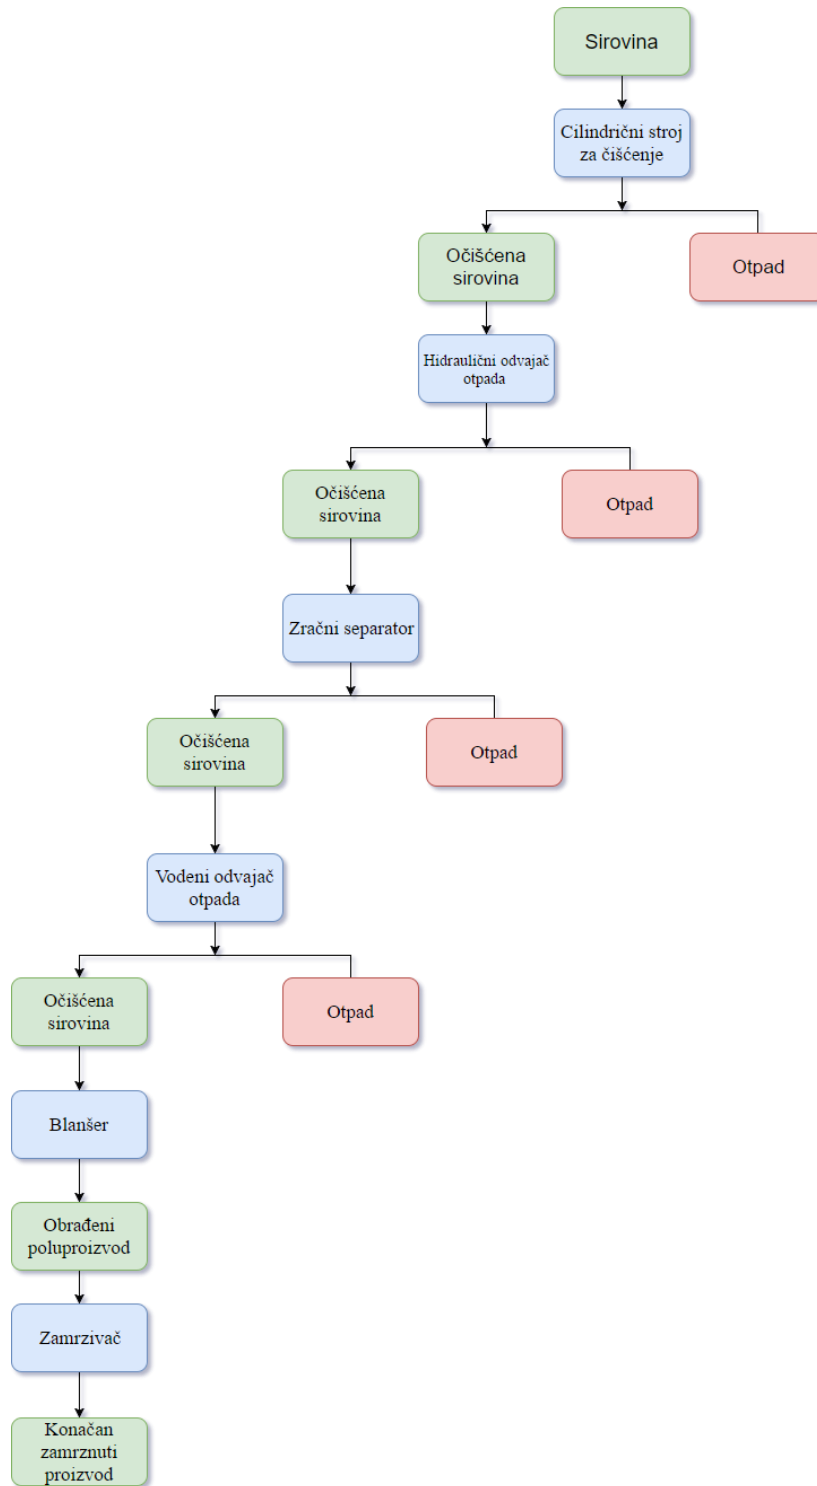 Sirovina
Cilindrični stroj
za čišćenje
Očišćena
sirovina
Otpad
Hidraulični odvajač
otpada
Očišćena
sirovina
Otpad
Zračni separator
Očišćena
sirovina
Otpad
Vodeni odvajač
otpada
Očišćena
sirovina
Otpad
Blanšer
Obrađeni
poluproizvod
Zamrzivač
Konačan
zamrznuti
proizvod